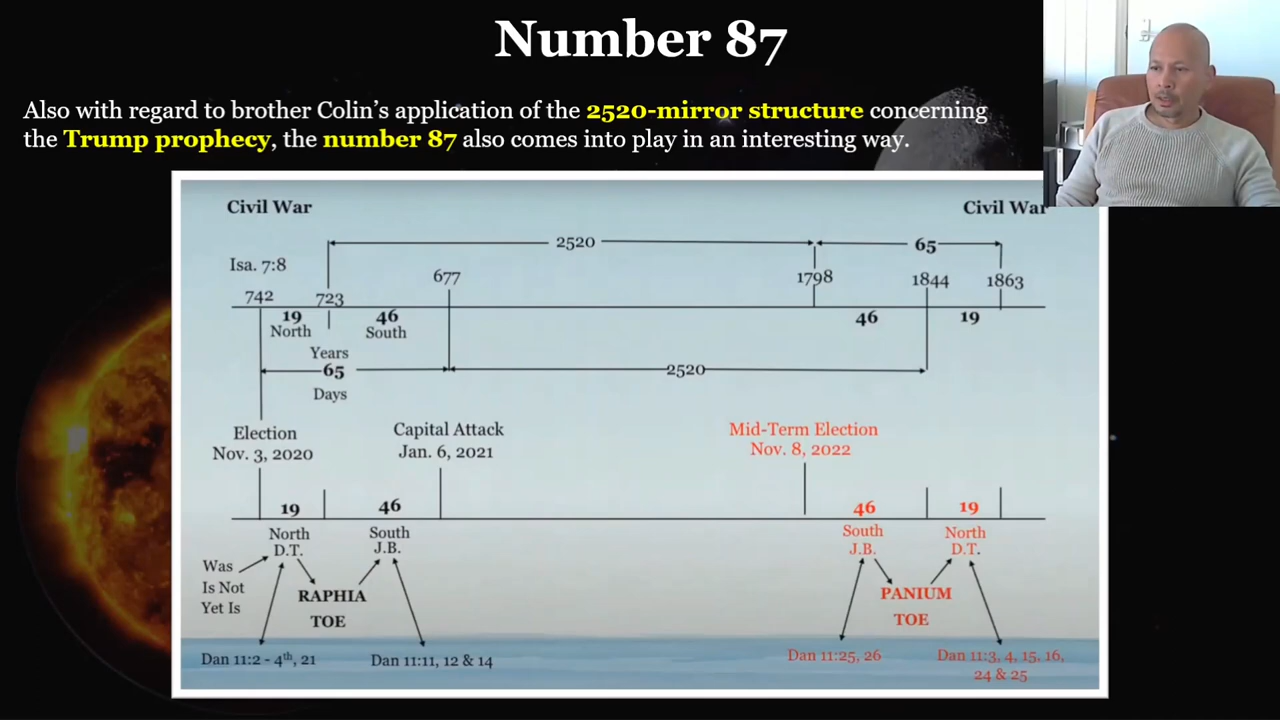 Number 87
Also with regard to brother Colin's application of the 2520-mirror structure concerning
the Trump prophecy, the number 87 also comes into play in an interesting way.
Civil War
Civil War
2520
65
Isa. 7:8
677
1798
1844
1863
742
723
19
46
46
19
North
South
Years
65
2520
Days
Election
Nov. 3, 2020
Capital Attack
Jan. 6, 2021
Mid-Term Election
Nov. 8, 2022
19
46
46
19
North
D.T.
South
J.B.
South
J.B.
North
D.T.
Was
Is Not
Yet Is
RAPHIA
TOE
PANIUM
TOE
Dan 11:2 - 4th, 21
Dan 11:11, 12 & 14
Dan 11:25, 26
Dan 11:3, 4, 15, 16,
24 & 25